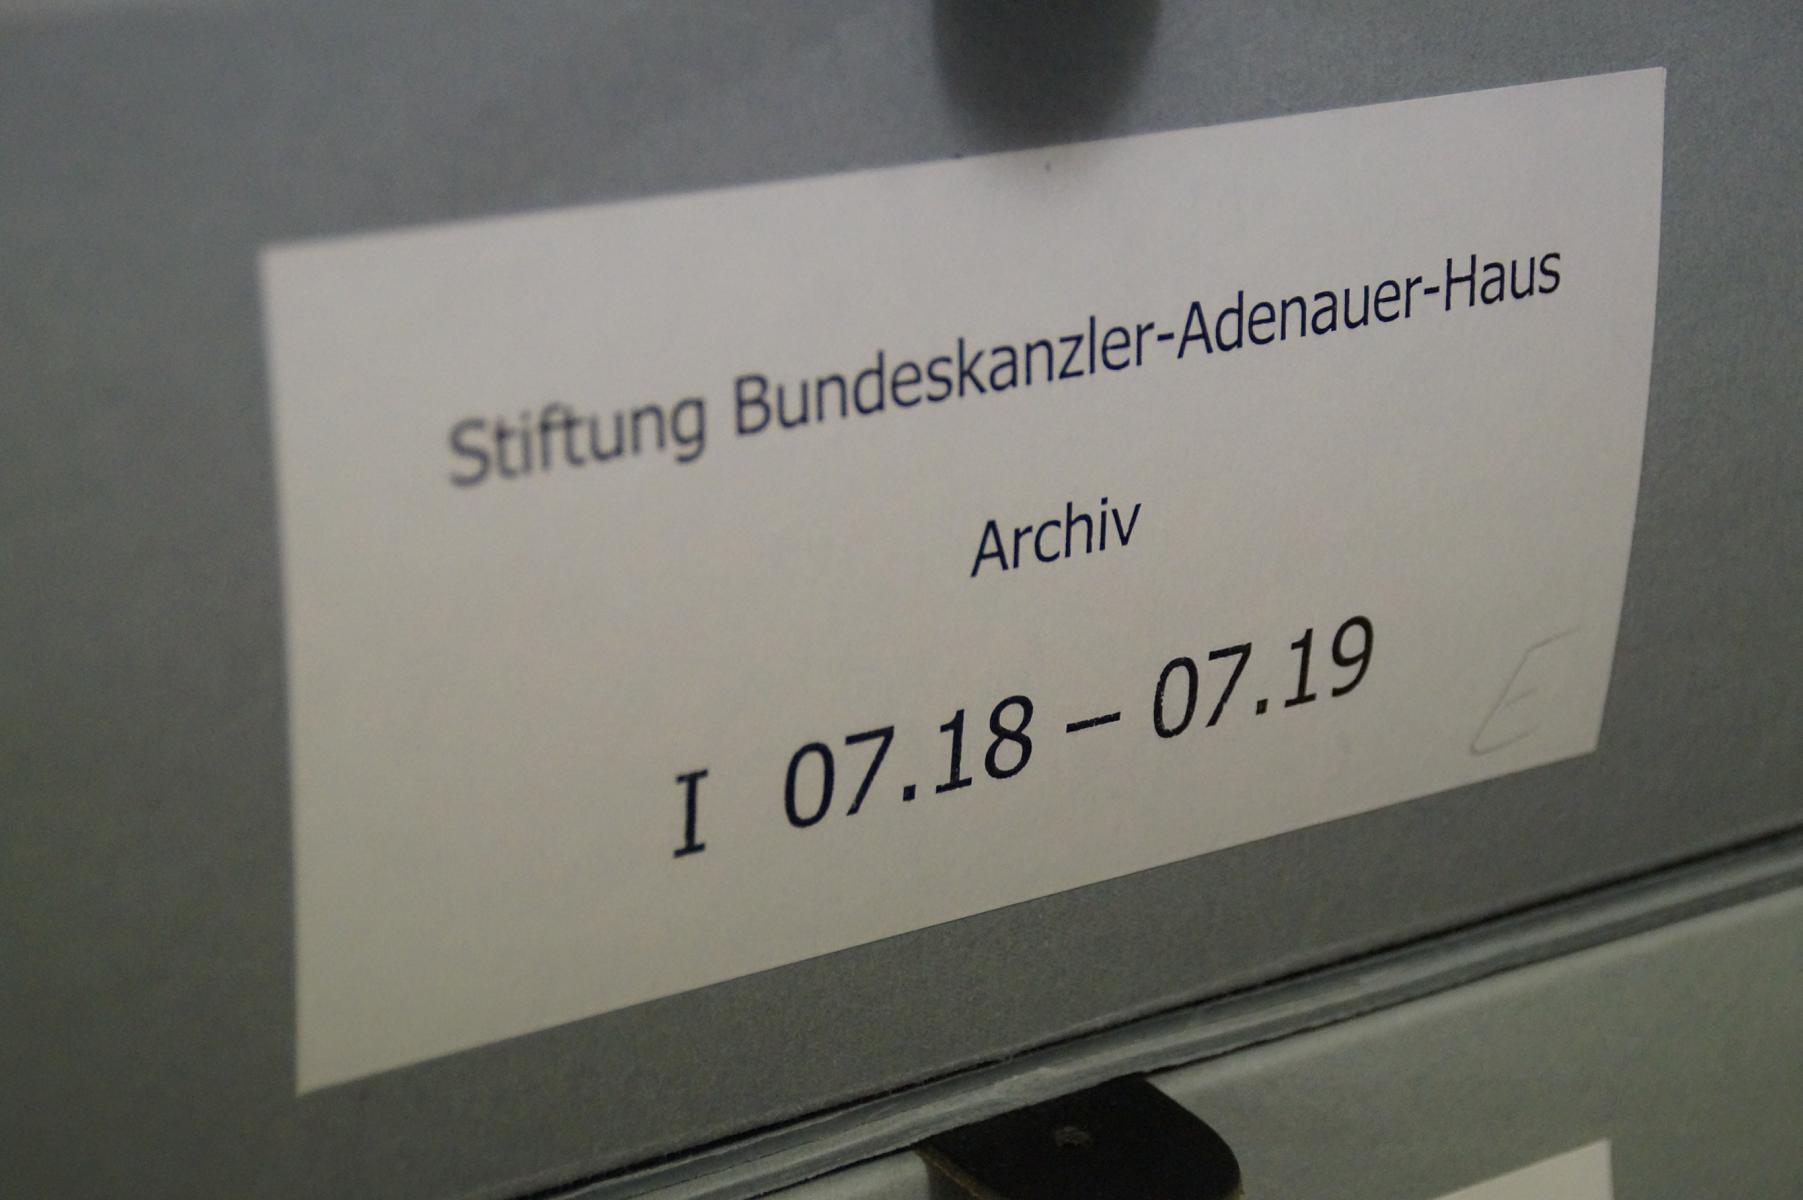 Stiftung Bundeskanzler-Adenauer-Haus
Archiv
I 07.18 – 07.19
E